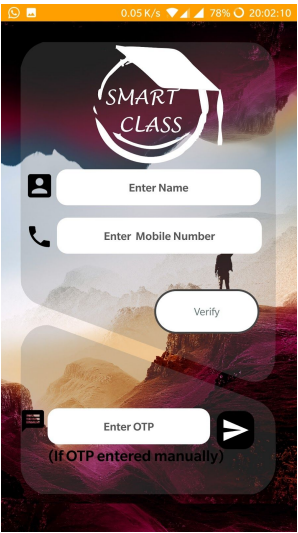 0.05 K/s 78% 20:02:10
SMART
CLASS
Enter Name
Enter Mobile Number
Verify
Enter OTP
(If OTP entered manually)